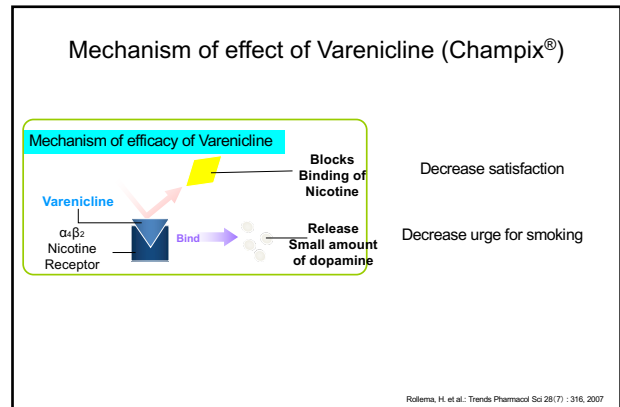 Mechanism of effect of Varenicline (Champix®)
Mechanism of efficacy of Varenicline
Blocks
Binding of
Nicotine
Decrease satisfaction
Varenicline
α₄β₂
Nicotine
Receptor
Bind
Release
Small amount
of dopamine
Decrease urge for smoking
Rollema, H. et al.: Trends Pharmacol Sci 28(7) : 316, 2007